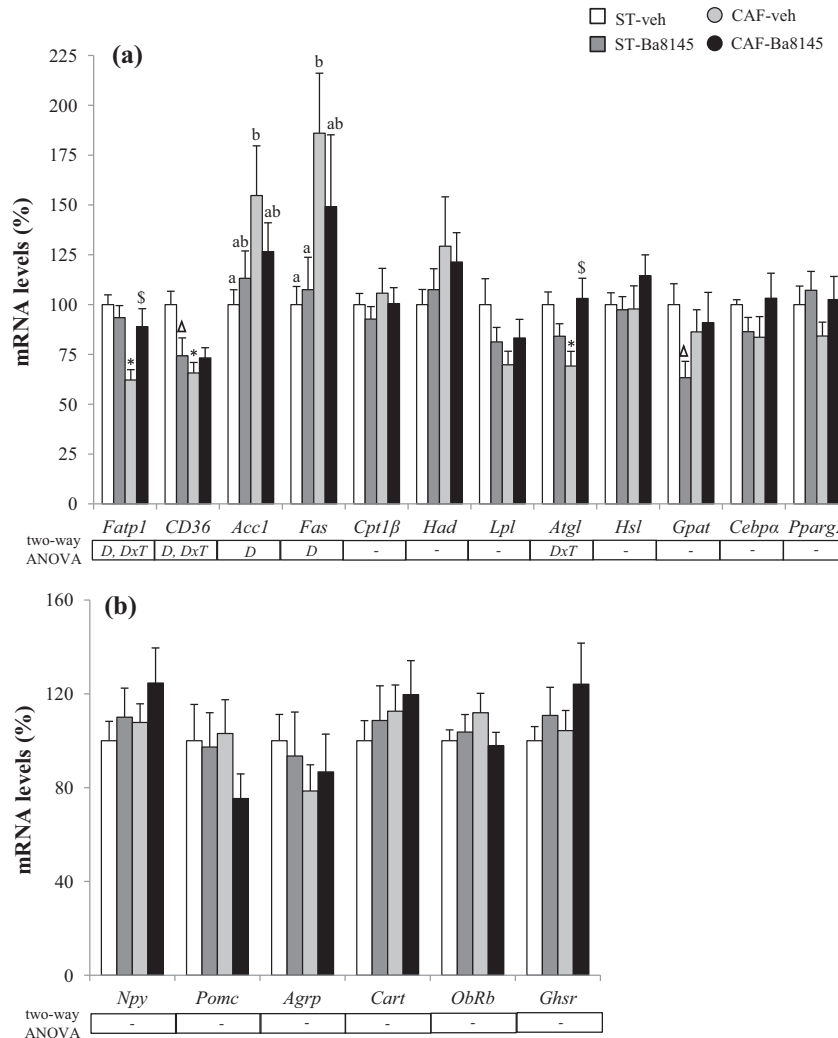 ST-veh CAF-veh
ST-Ba8145 CAF-Ba8145
(a)
mRNA levels (%)
225
200
175
150
125
100
75
50
25
0
$
*
Δ
*
a
ab
b
ab
a
a
b
ab
*
$
Δ
Fatp1 CD36 Acc1 Fas Cpt1β Had Lpl Atgl Hsl Gpat Cebpα Pparg2
two-way ANOVA
D, DxT D, DxT D D - - - DxT - - - -
(b)
mRNA levels (%)
160
120
80
40
0
Npy Pomc Agrp Cart ObRb Ghsr
two-way ANOVA
- - - - - -